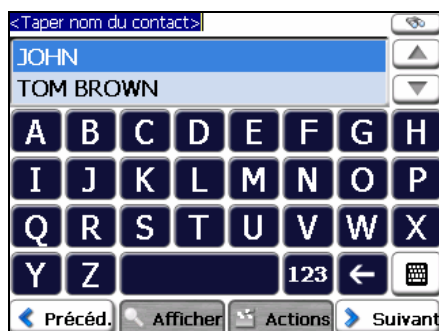 <Taper nom du contact>
JOHN
TOM BROWN
A B C D E F G H
I J K L M N O P
Q R S T U V W X
Y Z 123
Précéd. Afficher Actions Suivant